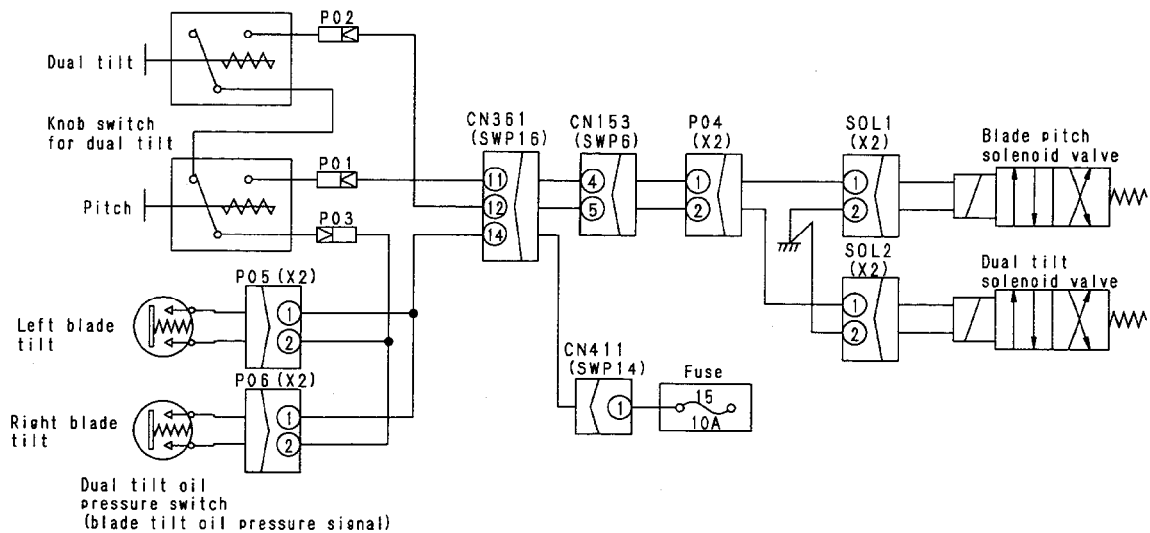 P02
Dual tilt
Knob switch
for dual tilt
P01
Pitch
P03
CN361
(SWP16)
11
12
14
CN153
(SWP6)
4
5
P04
(X2)
1
2
SOL1
(X2)
1
2
Blade pitch
solenoid valve
SOL2
(X2)
1
2
Dual tilt
solenoid valve
P05(X2)
1
2
Left blade
tilt
P06(X2)
1
2
Right blade
tilt
CN411
(SWP14)
1
Fuse
15
10A
Dual tilt oil
pressure switch
(blade tilt oil pressure signal)